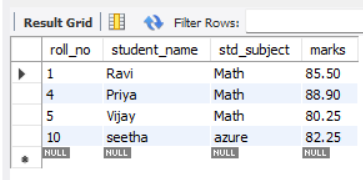 Result Grid Filter Rows:
roll_no student_name std_subject marks
1 Ravi Math 85.50
4 Priya Math 88.90
5 Vijay Math 80.25
10 seetha azure 82.25
NULL NULL NULL NULL